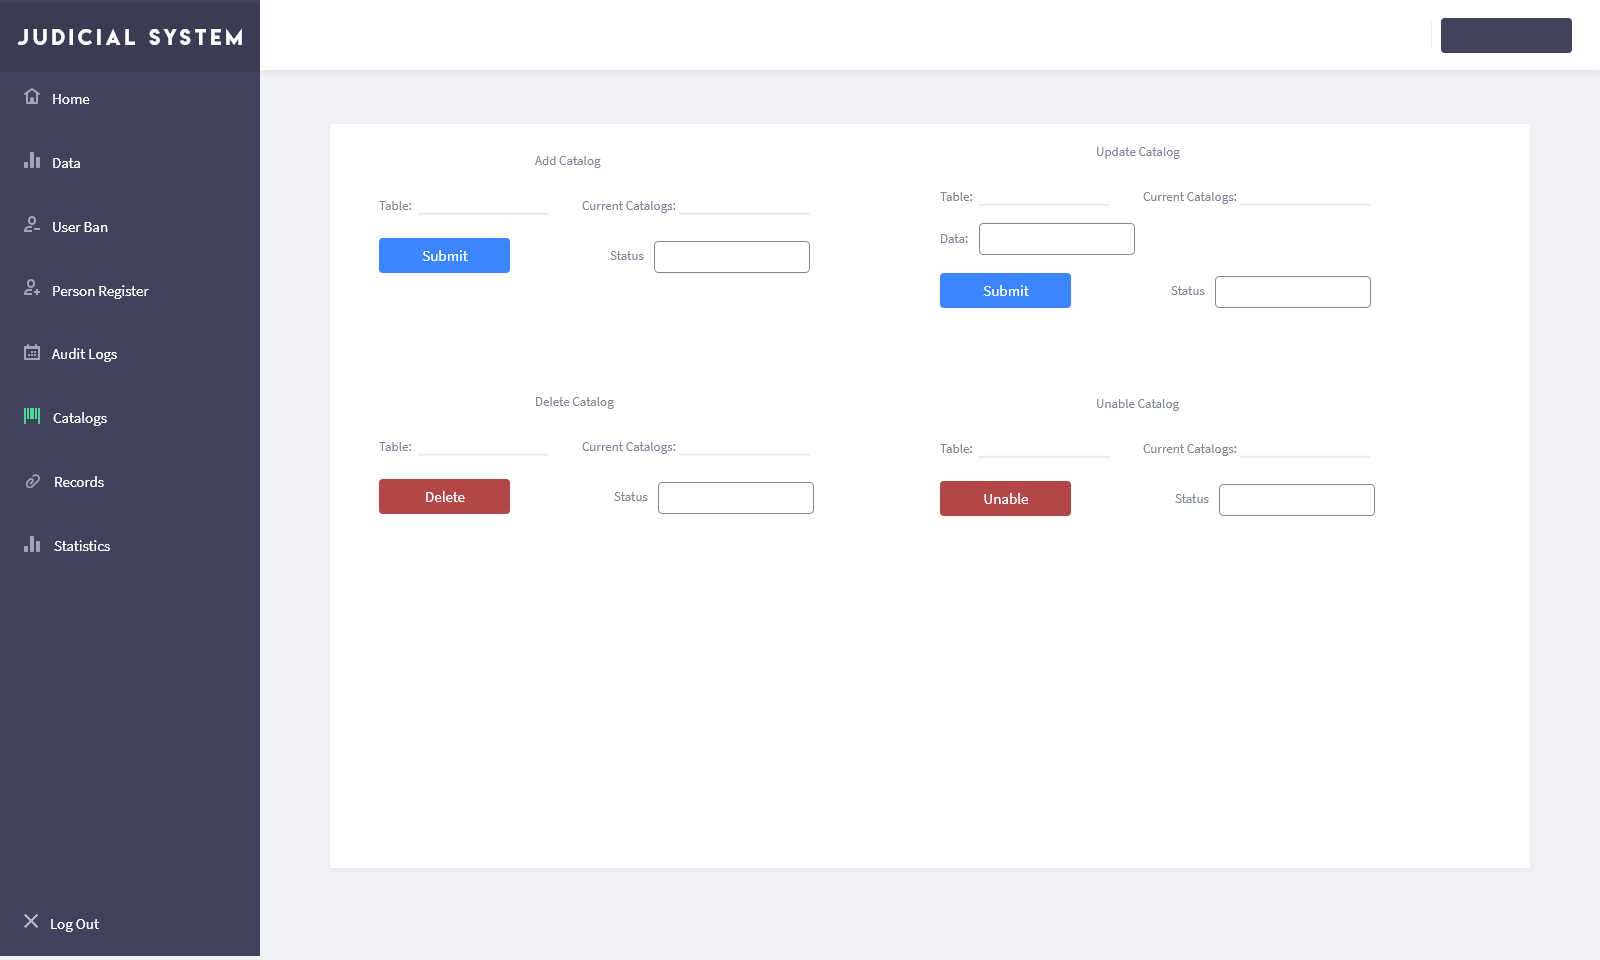 JUDICIAL SYSTEM
Home
Data
User Ban
Person Register
Audit Logs
Catalogs
Records
Statistics
Log Out
Add Catalog
Table:
Current Catalogs:
Submit
Status
Update Catalog
Table:
Current Catalogs:
Data:
Submit
Status
Delete Catalog
Table:
Current Catalogs:
Delete
Status
Unable Catalog
Table:
Current Catalogs:
Unable
Status